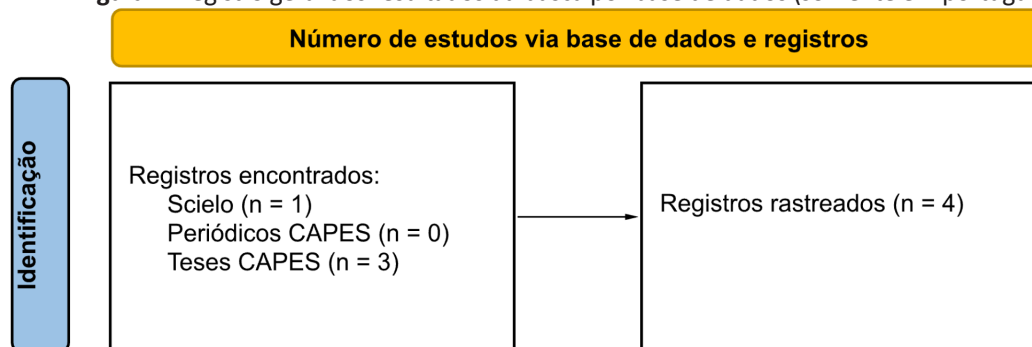 Número de estudos via base de dados e registros
Identificação
Registros encontrados:
Scielo (n = 1)
Periódicos CAPES (n = 0)
Teses CAPES (n = 3)
Registros rastreados (n = 4)